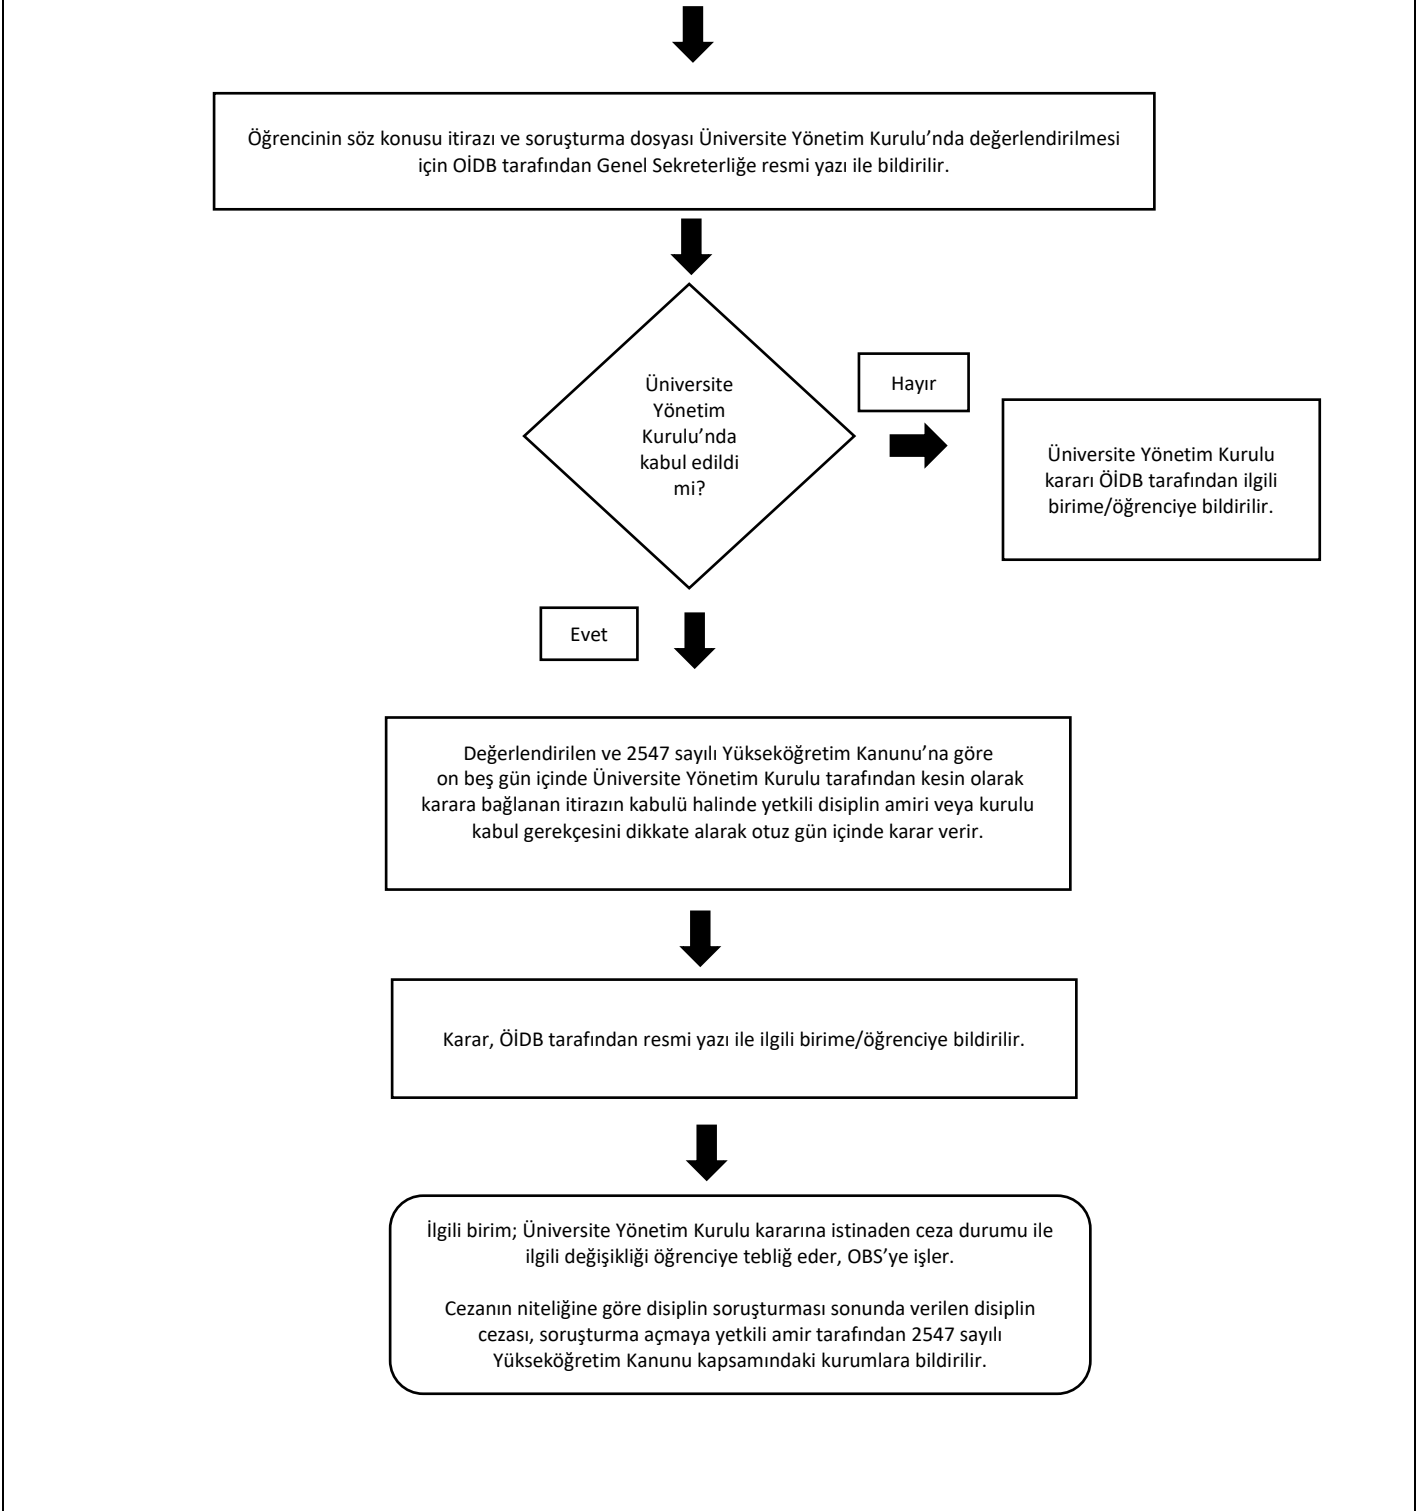 Öğrencinin söz konusu itirazı ve soruşturma dosyası Üniversite Yönetim Kurulu’nda değerlendirilmesi
için OİDB tarafından Genel Sekreterliğe resmi yazı ile bildirilir.
Üniversite
Yönetim
Kurulu’nda
kabul edildi
mi?
Hayır
Üniversite Yönetim Kurulu
kararı ÖİDB tarafından ilgili
birime/öğrenciye bildirilir.
Evet
Değerlendirilen ve 2547 sayılı Yükseköğretim Kanunu’na göre
on beş gün içinde Üniversite Yönetim Kurulu tarafından kesin olarak
karara bağlanan itirazın kabulü halinde yetkili disiplin amiri veya kurulu
kabul gerekçesini dikkate alarak otuz gün içinde karar verir.
Karar, ÖİDB tarafından resmi yazı ile ilgili birime/öğrenciye bildirilir.
İlgili birim; Üniversite Yönetim Kurulu kararına istinaden ceza durumu ile
ilgili değişikliği öğrenciye tebliğ eder, OBS’ye işler.
Cezanın niteliğine göre disiplin soruşturması sonunda verilen disiplin
cezası, soruşturma açmaya yetkili amir tarafından 2547 sayılı
Yükseköğretim Kanunu kapsamındaki kurumlara bildirilir.